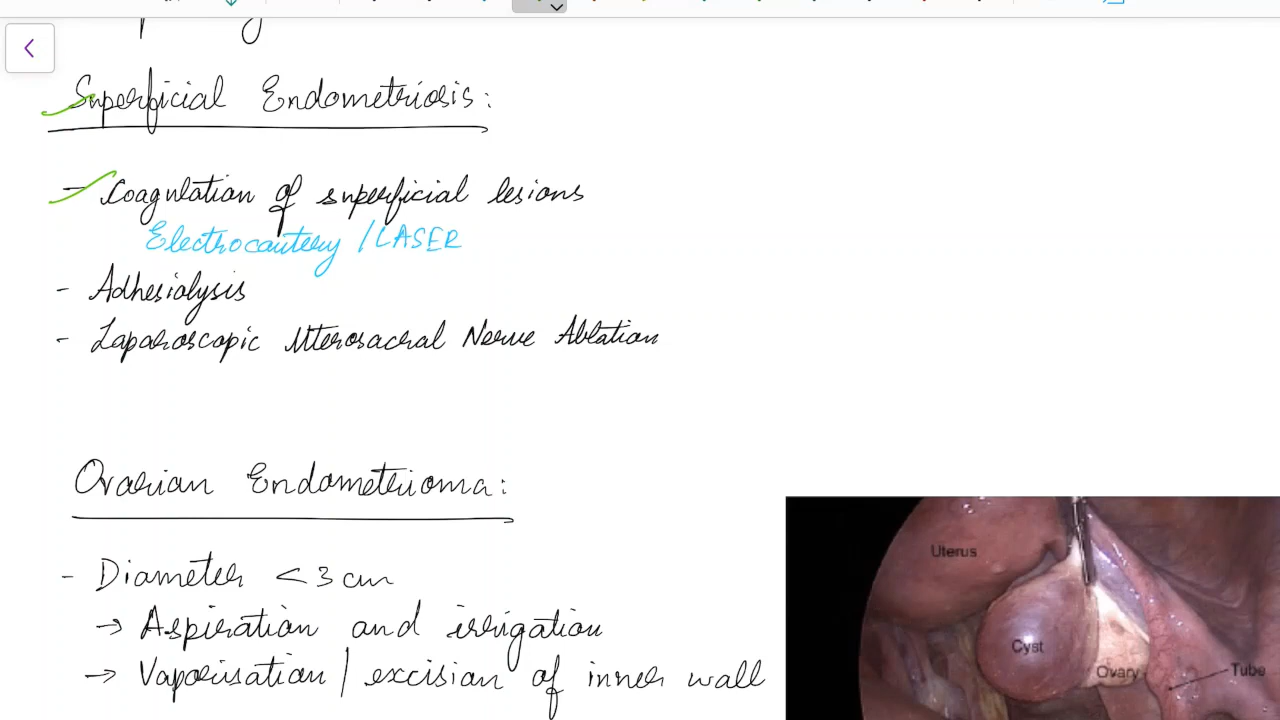 Superficial Endometriosis:
- Coagulation of superficial lesions
Electrocautery / LASER
- Adhesiolysis
- Laparoscopic Uterosacral Nerve Ablation
Ovarian Endometrioma:
- Diameter < 3 cm
→ Aspiration and irrigation
→ Vaporisation / excision of inner wall
Uterus
Cyst
Ovary
Tube